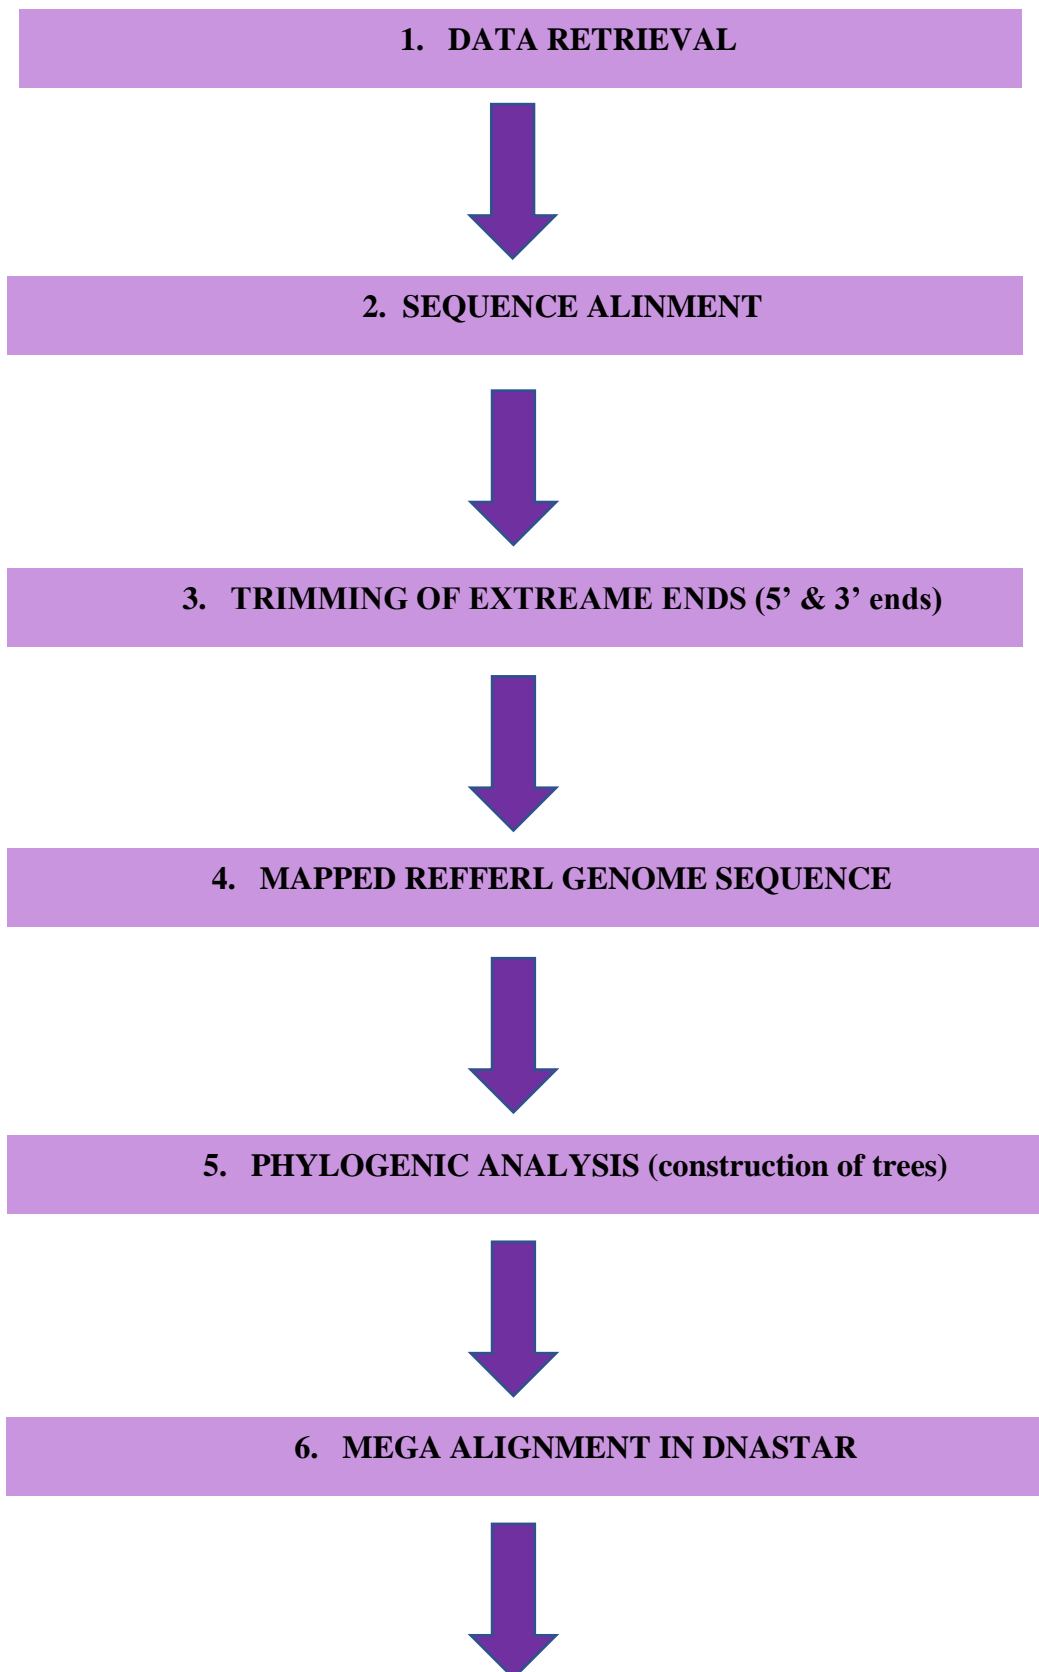 1. DATA RETRIEVAL
2. SEQUENCE ALINMENT
3. TRIMMING OF EXTREAME ENDS (5’ & 3’ ends)
4. MAPPED REFFERL GENOME SEQUENCE
5. PHYLOGENIC ANALYSIS (construction of trees)
6. MEGA ALIGNMENT IN DNASTAR